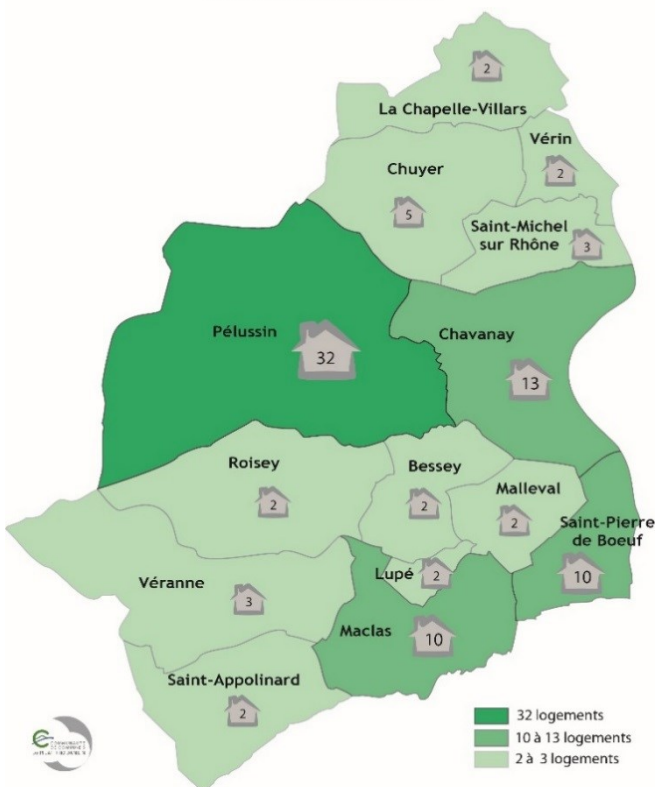 2
La Chapelle-Villars
Vérin
2
Chuyer
5
Saint-Michel
sur Rhône
3
Pélussin
32
Chavanay
13
Roisey
2
Bessey
2
Malleval
2
Saint-Pierre
de Boeuf
10
Lupé
2
Véranne
3
Maclas
10
Saint-Appolinard
2
32 logements
10 à 13 logements
2 à 3 logements